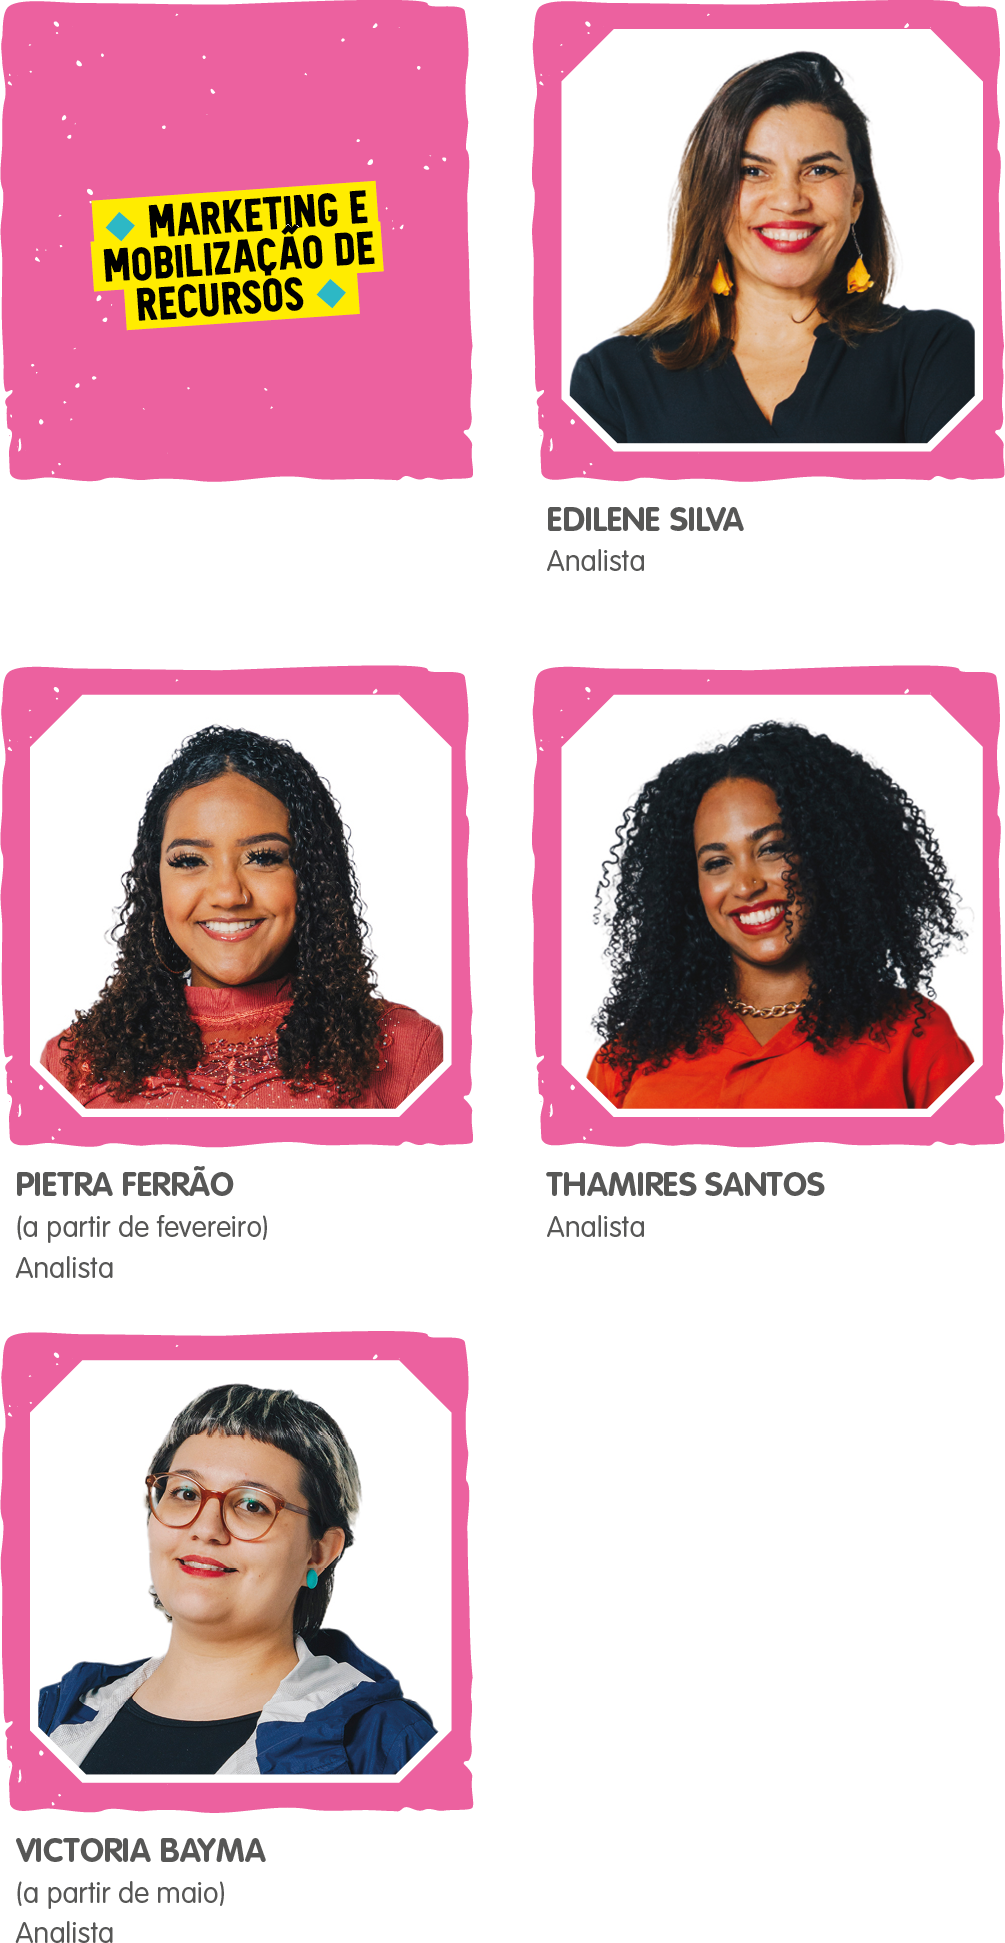 MARKETING E
MOBILIZAÇÃO DE
RECURSOS
EDILENE SILVA
Analista
PIETRA FERRÃO
(a partir de fevereiro)
Analista
THAMIRES SANTOS
Analista
VICTORIA BAYMA
(a partir de maio)
Analista